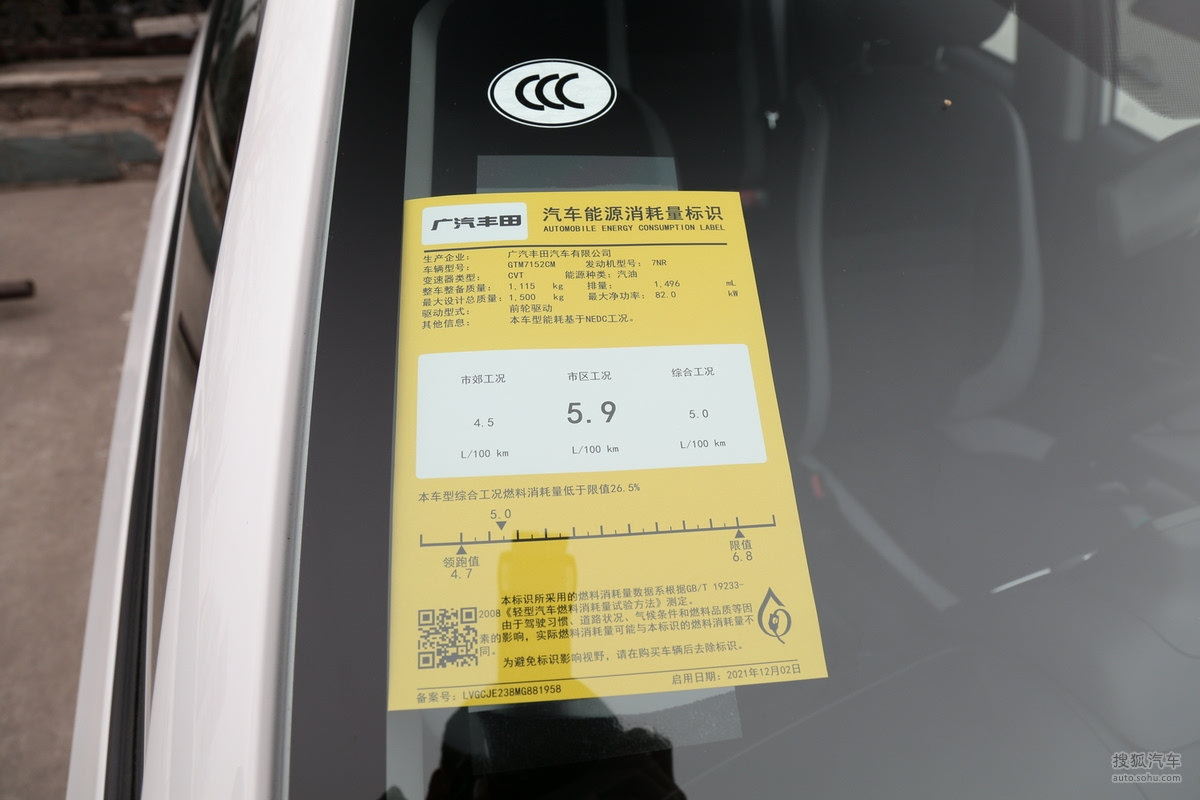 CCC
广汽丰田 汽车能源消耗量标识
AUTOMOBILE ENERGY CONSUMPTION LABEL
生产企业: 广汽丰田汽车有限公司
车辆型号: GTM7152CM 发动机型号: 7NR
变速器类型: CVT 能源种类: 汽油
整车整备质量: 1,115 kg 排量: 1,496 mL
最大设计总质量: 1,500 kg 最大净功率: 82.0 kW
驱动型式: 前轮驱动
其他信息: 本车型能耗基于NEDC工况。
市郊工况 市区工况 综合工况
4.5 5.9 5.0
L/100 km L/100 km L/100 km
本车型综合工况燃料消耗量低于限值26.5%
5.0
领跑值 限值
4.7 6.8
本标识所采用的燃料消耗量数据系根据GB/T 19233-
2008《轻型汽车燃料消耗量试验方法》测定。
由于驾驶习惯、道路状况、气候条件和燃料品质等因
素的影响，实际燃料消耗量可能与本标识的燃料消耗量不
同。
为避免标识影响视野，请在购买车辆后去除标识。
备案号: LVGCJE238MG881958 启用日期: 2021年12月02日
搜狐汽车
auto.sohu.com